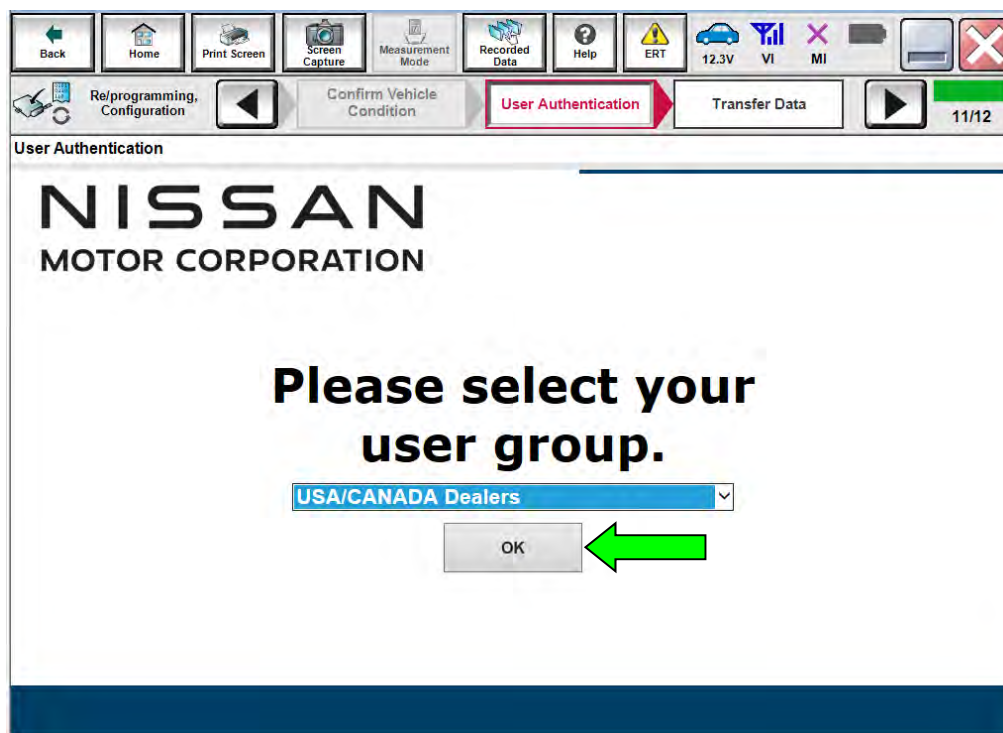 Back
Home
Print Screen
Screen
Capture
Measurement
Mode
Recorded
Data
Help
ERT
12.3V
VI
MI
Re/programming,
Configuration
Confirm Vehicle
Condition
User Authentication
Transfer Data
11/12
User Authentication
NISSAN
MOTOR CORPORATION
Please select your
user group.
USA/CANADA Dealers
OK